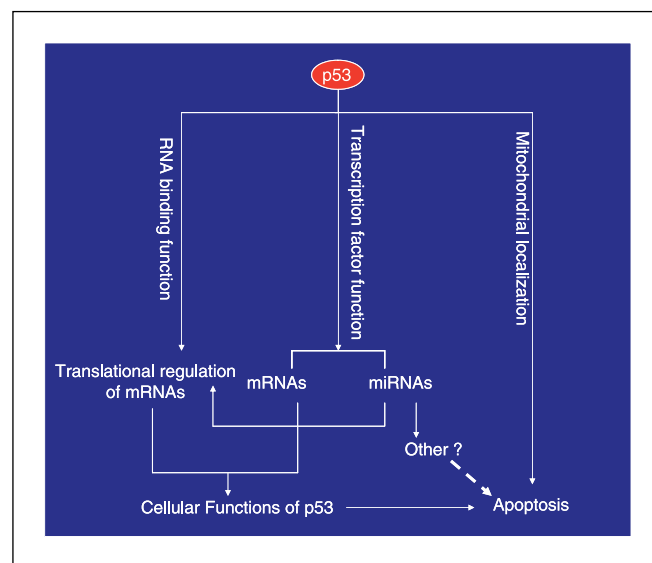 p53
RNA binding function
Transcription factor function
Mitochondrial localization
Translational regulation
of mRNAs
mRNAs
miRNAs
Other ?
Cellular Functions of p53
Apoptosis